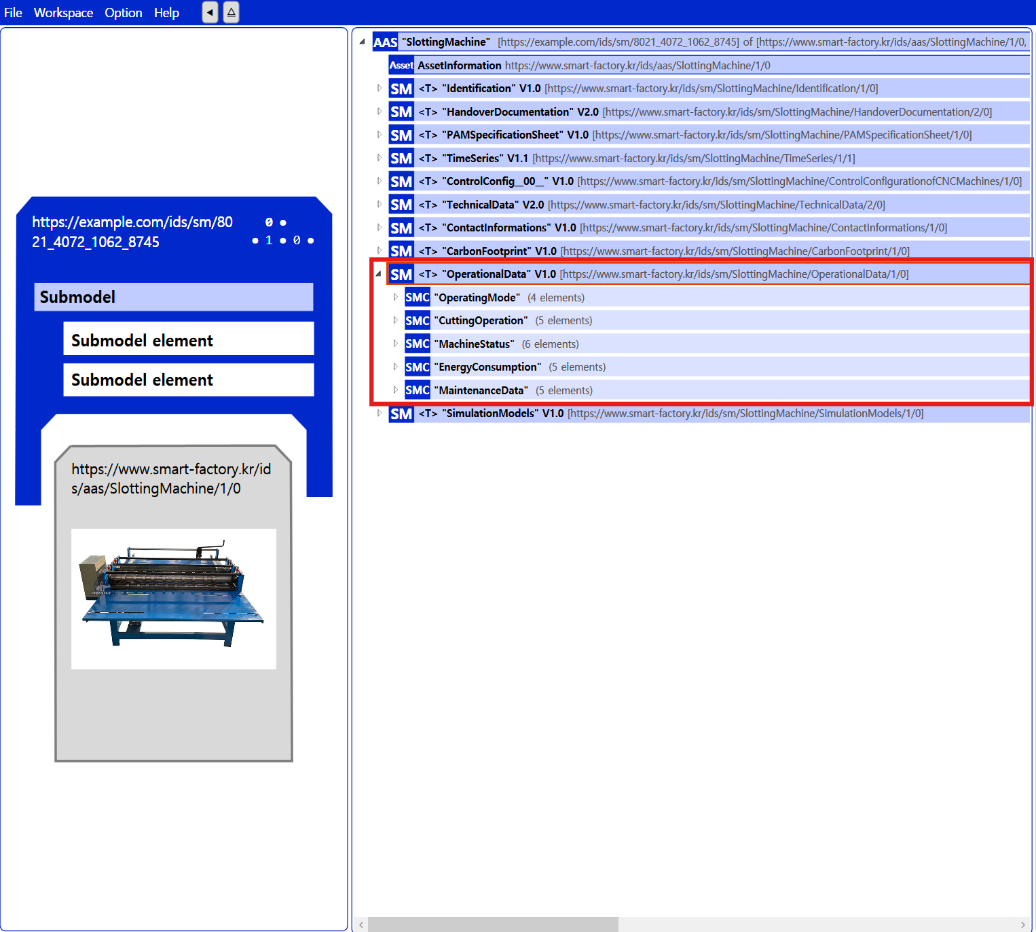 File Workspace Option Help
https://example.com/ids/sm/80
21_4072_1062_8745
0
1 0
Submodel
Submodel element
Submodel element
https://www.smart-factory.kr/id
s/aas/SlottingMachine/1/0
AAS "SlottingMachine" [https://example.com/ids/sm/8021_4072_1062_8745] of [https://www.smart-factory.kr/ids/aas/SlottingMachine/1/0,
Asset AssetInformation https://www.smart-factory.kr/ids/aas/SlottingMachine/1/0
SM <T> "Identification" V1.0 [https://www.smart-factory.kr/ids/sm/SlottingMachine/Identification/1/0]
SM <T> "HandoverDocumentation" V2.0 [https://www.smart-factory.kr/ids/sm/SlottingMachine/HandoverDocumentation/2/0]
SM <T> "PAMSpecificationSheet" V1.0 [https://www.smart-factory.kr/ids/sm/SlottingMachine/PAMSpecificationSheet/1/0]
SM <T> "TimeSeries" V1.1 [https://www.smart-factory.kr/ids/sm/SlottingMachine/TimeSeries/1/1]
SM <T> "ControlConfig__00__" V1.0 [https://www.smart-factory.kr/ids/sm/SlottingMachine/ControlConfigurationofCNCMachines/1/0]
SM <T> "TechnicalData" V2.0 [https://www.smart-factory.kr/ids/sm/SlottingMachine/TechnicalData/2/0]
SM <T> "ContactInformations" V1.0 [https://www.smart-factory.kr/ids/sm/SlottingMachine/ContactInformations/1/0]
SM <T> "CarbonFootprint" V1.0 [https://www.smart-factory.kr/ids/sm/SlottingMachine/CarbonFootprint/1/0]
SM <T> "OperationalData" V1.0 [https://www.smart-factory.kr/ids/sm/SlottingMachine/OperationalData/1/0]
SMC "OperatingMode" (4 elements)
SMC "CuttingOperation" (5 elements)
SMC "MachineStatus" (6 elements)
SMC "EnergyConsumption" (5 elements)
SMC "MaintenanceData" (5 elements)
SM <T> "SimulationModels" V1.0 [https://www.smart-factory.kr/ids/sm/SlottingMachine/SimulationModels/1/0]